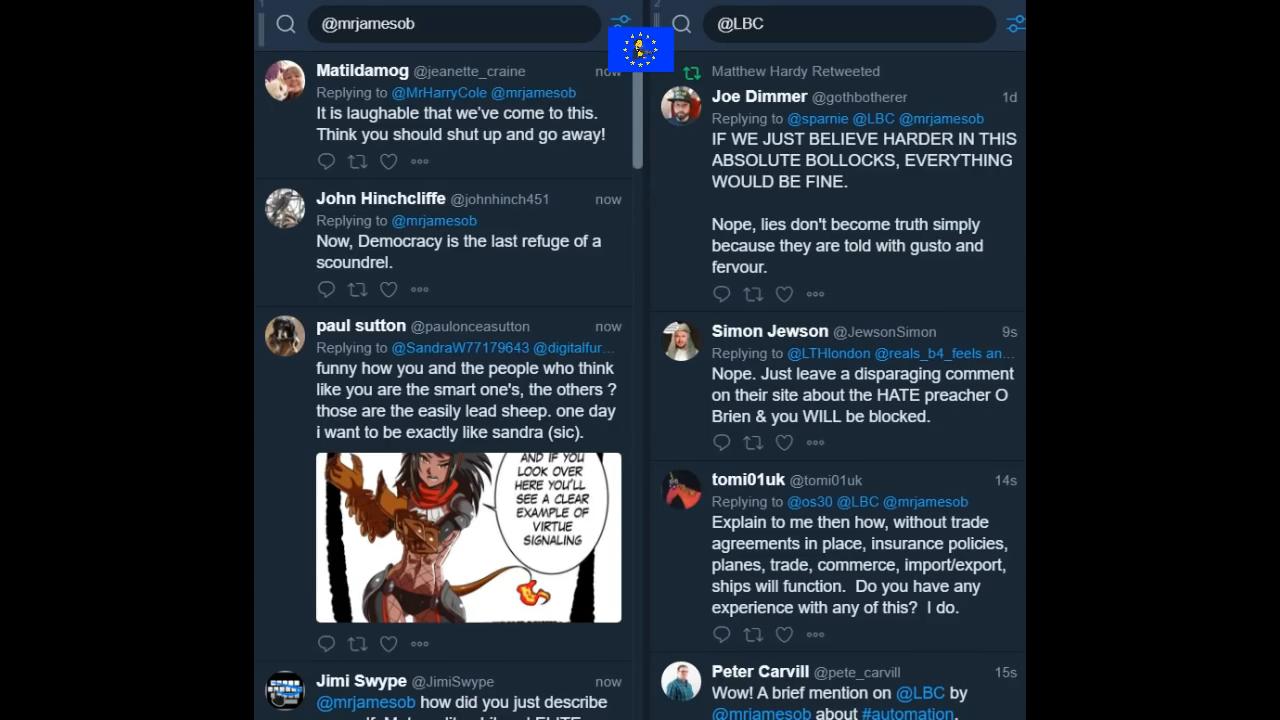 1
@mrjamesob
Matildamog @jeanette_craine now
Replying to @MrHarryCole @mrjamesob
It is laughable that we've come to this.
Think you should shut up and go away!
John Hinchcliffe @johnhinch451 now
Replying to @mrjamesob
Now, Democracy is the last refuge of a
scoundrel.
paul sutton @paulonceasutton now
Replying to @SandraW77179643 @digitalfur...
funny how you and the people who think
like you are the smart one's, the others ?
those are the easily lead sheep. one day
i want to be exactly like sandra (sic).
AND IF YOU
LOOK OVER
HERE YOU'LL
SEE A CLEAR
EXAMPLE OF
VIRTUE
SIGNALING
Jimi Swype @JimiSwype now
@mrjamesob how did you just describe
2
@LBC
Matthew Hardy Retweeted
Joe Dimmer @gothbotherer 1d
Replying to @sparnie @LBC @mrjamesob
IF WE JUST BELIEVE HARDER IN THIS
ABSOLUTE BOLLOCKS, EVERYTHING
WOULD BE FINE.
Nope, lies don't become truth simply
because they are told with gusto and
fervour.
Simon Jewson @JewsonSimon 9s
Replying to @LTHlondon @reals_b4_feels an...
Nope. Just leave a disparaging comment
on their site about the HATE preacher O
Brien & you WILL be blocked.
tomi01uk @tomi01uk 14s
Replying to @os30 @LBC @mrjamesob
Explain to me then how, without trade
agreements in place, insurance policies,
planes, trade, commerce, import/export,
ships will function. Do you have any
experience with any of this? I do.
Peter Carvill @pete_carvill 15s
Wow! A brief mention on @LBC by
@mrjamesob about #automation.